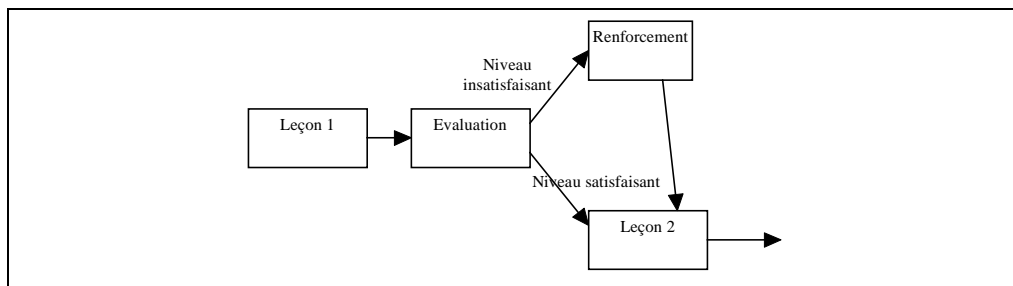 Renforcement
Niveau
insatisfaisant
Leçon 1
Evaluation
Niveau satisfaisant
Leçon 2